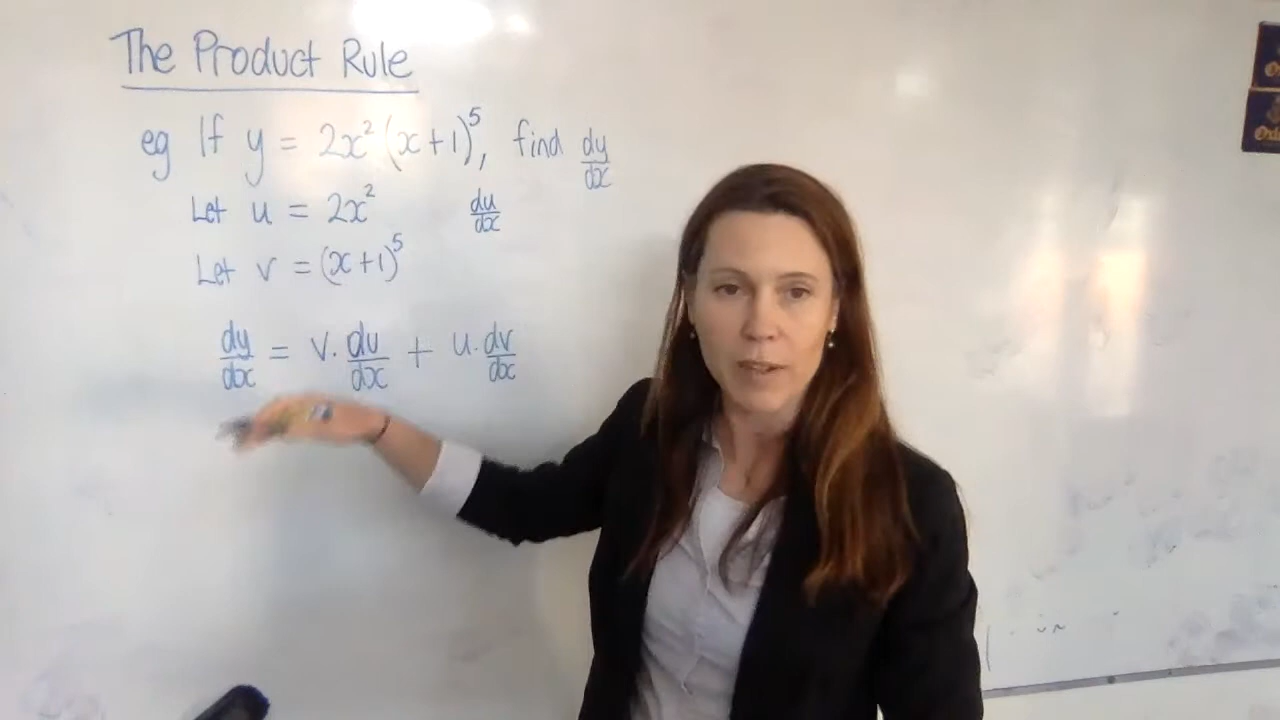 The Product Rule
eg If y = 2x² (x+1)⁵, find dy/dx
Let u = 2x² du/dx
Let v = (x+1)⁵
dy/dx = v. du/dx + u. dv/dx